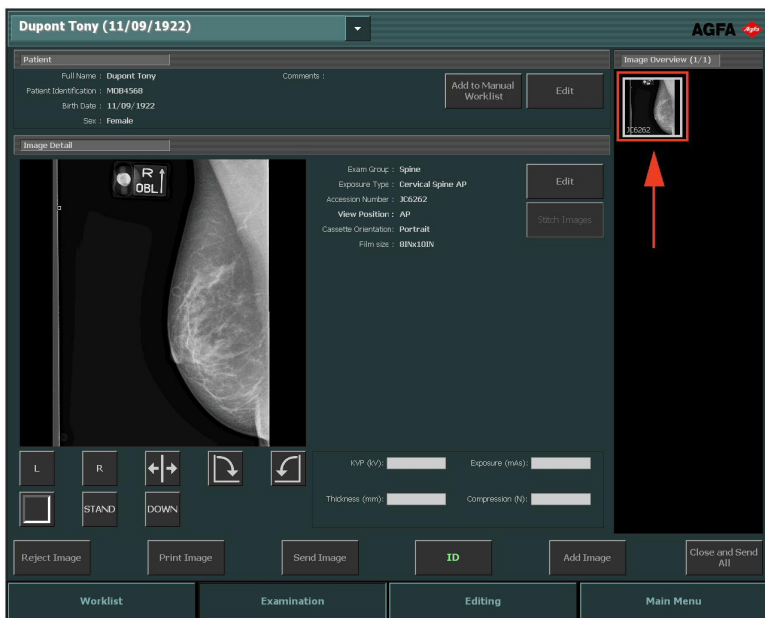 Dupont Tony (11/09/1922)
AGFA Agfa
Patient
Full Name : Dupont Tony
Patient Identification : MOB4568
Birth Date : 11/09/1922
Sex : Female
Comments :
Add to Manual
Worklist
Edit
Image Overview (1/1)
JC6262
Image Detail
R
OBL
Exam Group : Spine
Exposure Type : Cervical Spine AP
Accession Number : JC6262
View Position : AP
Cassette Orientation: Portrait
Film size : 8INx10IN
Edit
Stitch Images
L
R
STAND
DOWN
KVP (kV):
Exposure (mAs):
Thickness (mm):
Compression (N):
Reject Image
Print Image
Send Image
ID
Add Image
Close and Send
All
Worklist
Examination
Editing
Main Menu